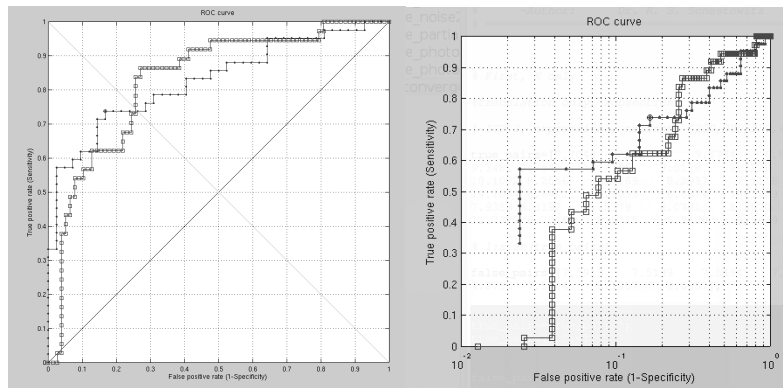 ROC curve
True positive rate (Sensitivity)
1
0.9
0.8
0.7
0.6
0.5
0.4
0.3
0.2
0.1
0
0 0.1 0.2 0.3 0.4 0.5 0.6 0.7 0.8 0.9 1
False positive rate (1-Specificity)
ROC curve
True positive rate (Sensitivity)
1
0.9
0.8
0.7
0.6
0.5
0.4
0.3
0.2
0.1
0
10^-2 10^-1 10^0
False positive rate (1-Specificity)